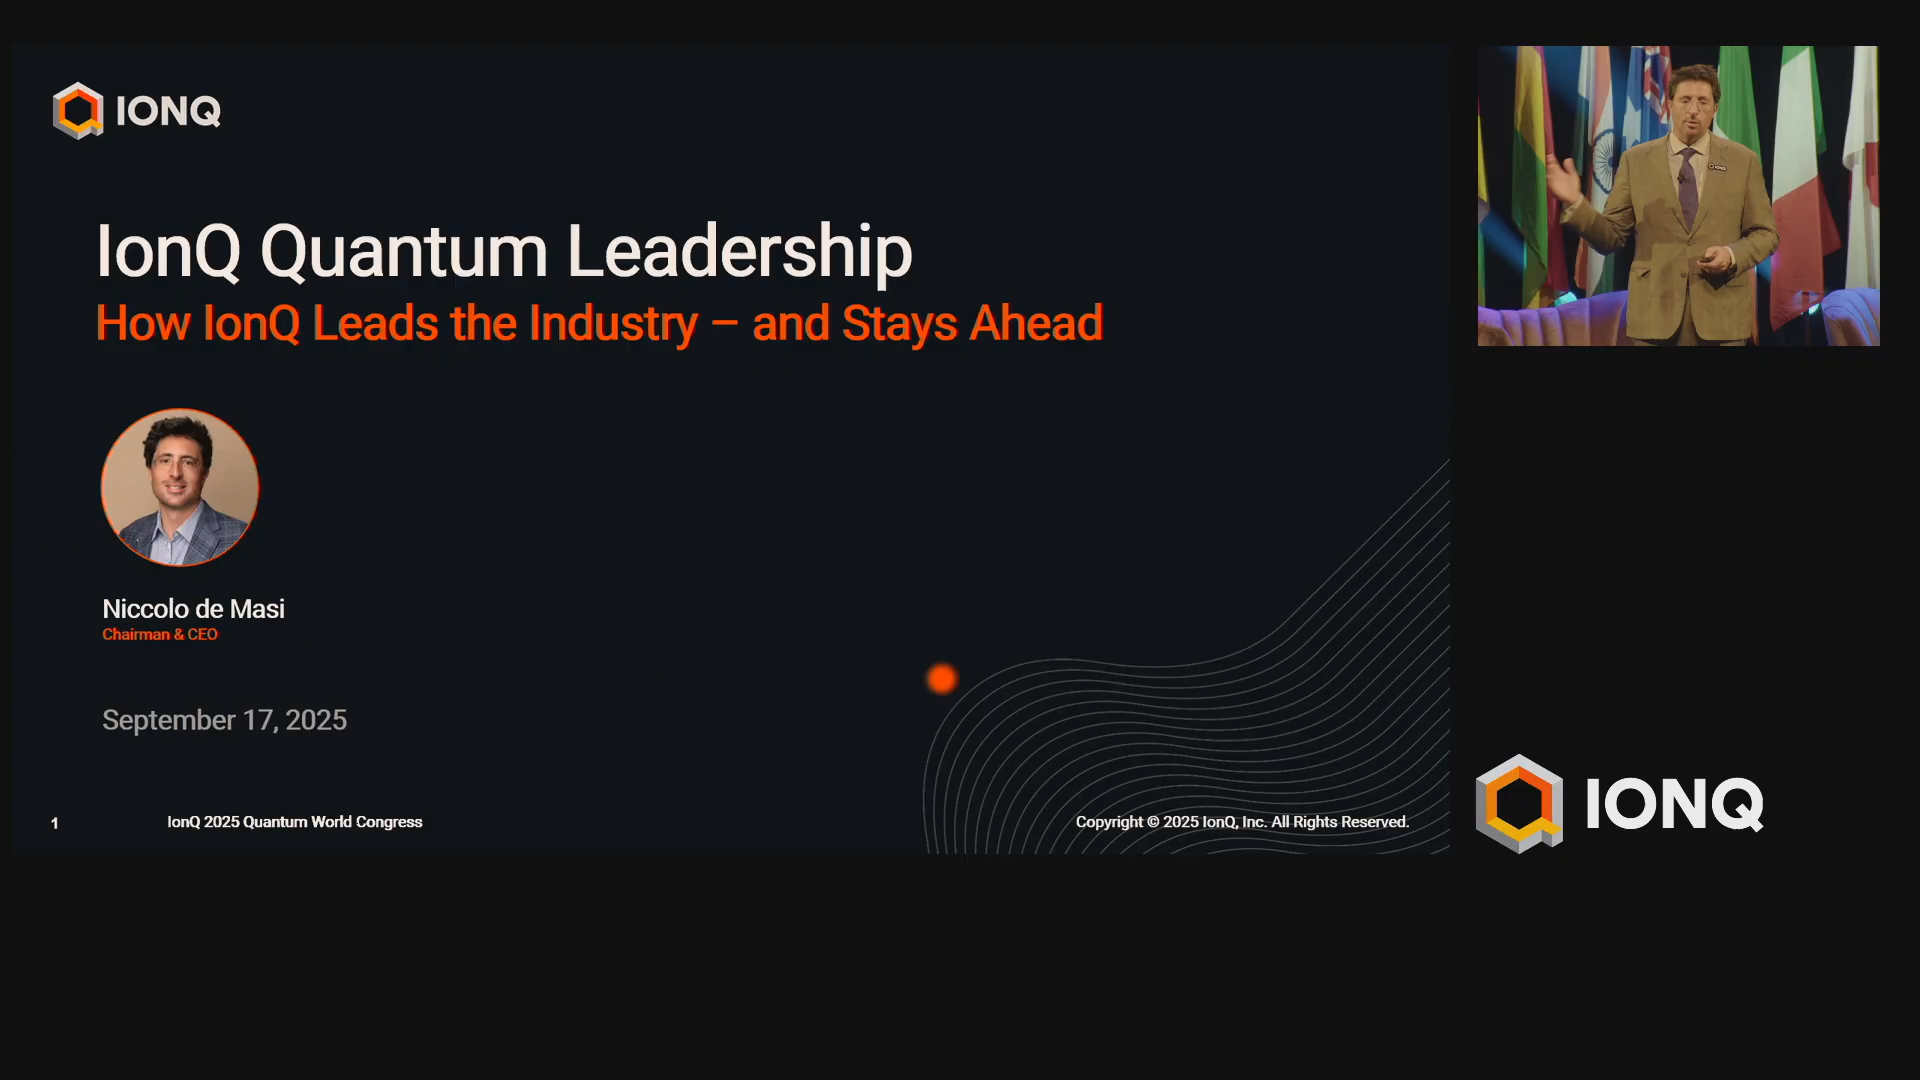 IONQ
IonQ Quantum Leadership
How IonQ Leads the Industry – and Stays Ahead
Niccolo de Masi
Chairman & CEO
September 17, 2025
1
IonQ 2025 Quantum World Congress
Copyright © 2025 IonQ, Inc. All Rights Reserved.
IONQ
IONQ